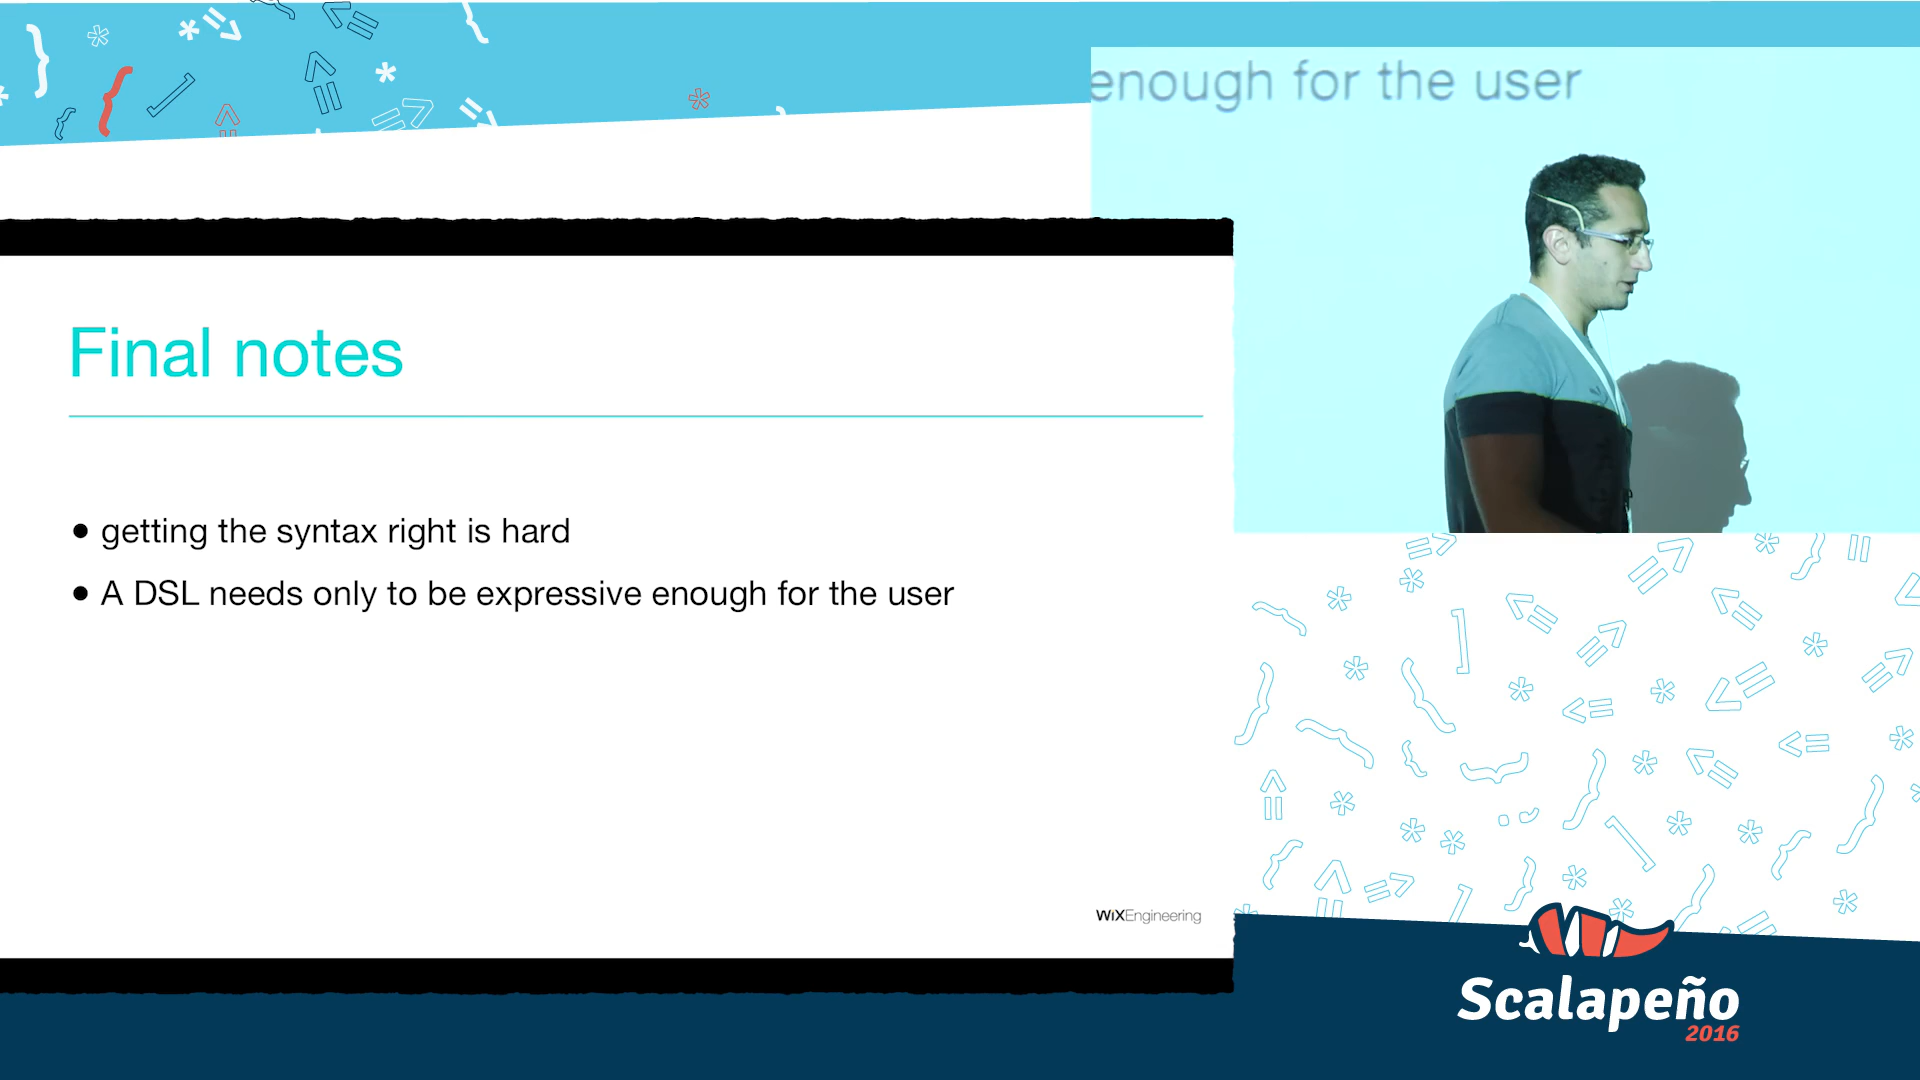 enough for the user
Final notes
• getting the syntax right is hard
• A DSL needs only to be expressive enough for the user
WiXEngineering
Scalapeño
2016